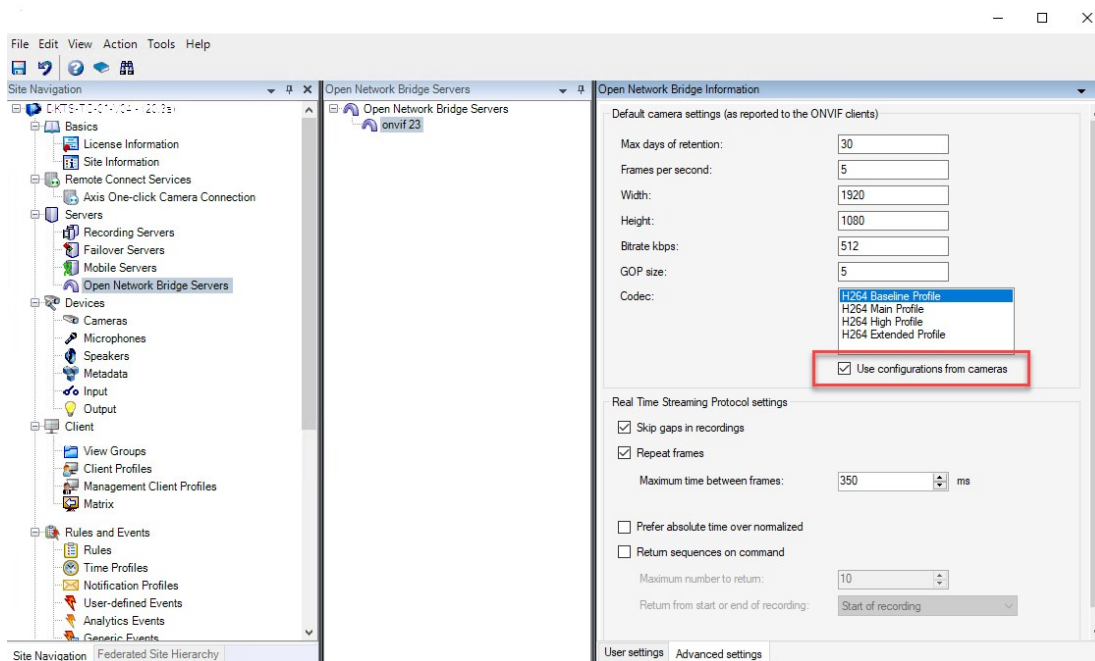 File Edit View Action Tools Help
Site Navigation
Basics
License Information
Site Information
Remote Connect Services
Axis One-click Camera Connection
Servers
Recording Servers
Failover Servers
Mobile Servers
Open Network Bridge Servers
Devices
Cameras
Microphones
Speakers
Metadata
Input
Output
Client
View Groups
Client Profiles
Management Client Profiles
Matrix
Rules and Events
Rules
Time Profiles
Notification Profiles
User-defined Events
Analytics Events
Generic Events
Site Navigation Federated Site Hierarchy
Open Network Bridge Servers
Open Network Bridge Servers
onvif 23
Open Network Bridge Information
Default camera settings (as reported to the ONVIF clients)
Max days of retention: 30
Frames per second: 5
Width: 1920
Height: 1080
Bitrate kbps: 512
GOP size: 5
Codec: H264 Baseline Profile
H264 Main Profile
H264 High Profile
H264 Extended Profile
Use configurations from cameras
Real Time Streaming Protocol settings
Skip gaps in recordings
Repeat frames
Maximum time between frames: 350 ms
Prefer absolute time over normalized
Return sequences on command
Maximum number to return: 10
Return from start or end of recording: Start of recording
User settings Advanced settings